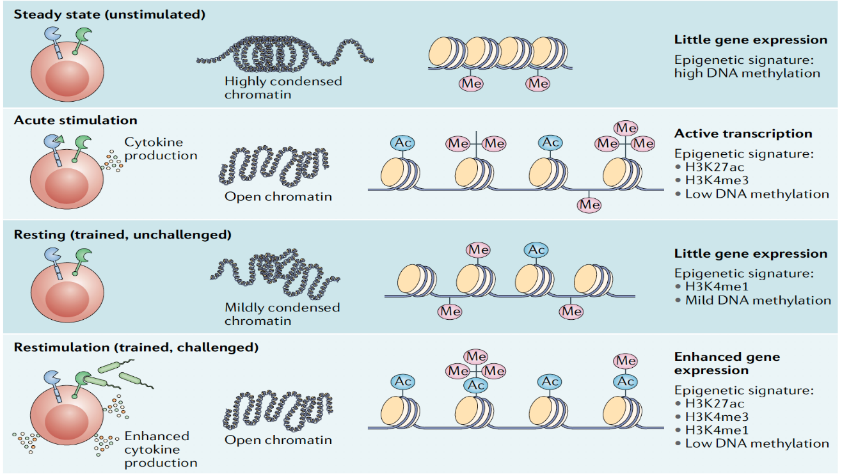 Steady state (unstimulated)
Highly condensed
chromatin
Me
Me
Little gene expression
Epigenetic signature:
high DNA methylation
Acute stimulation
Cytokine
production
Open chromatin
Ac
Me
Me
Ac
Me
Me
Me
Me
Active transcription
Epigenetic signature:
• H3K27ac
• H3K4me3
• Low DNA methylation
Resting (trained, unchallenged)
Mildly condensed
chromatin
Me
Ac
Me
Me
Little gene expression
Epigenetic signature:
• H3K4me1
• Mild DNA methylation
Restimulation (trained, challenged)
Enhanced
cytokine
production
Open chromatin
Ac
Me
Me
Me
Ac
Ac
Me
Ac
Enhanced gene
expression
Epigenetic signature:
• H3K27ac
• H3K4me3
• H3K4me1
• Low DNA methylation